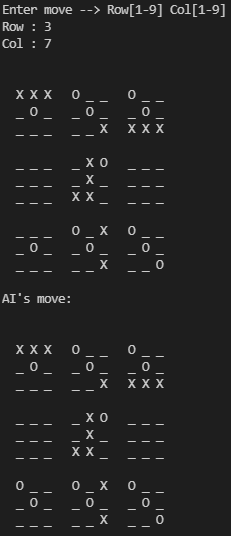 Enter move --> Row[1-9] Col[1-9]
Row : 3
Col : 7
X X X  O _ _  O _ _
_ O _  _ O _  _ O _
_ _ _  _ _ X  X X X
_ _ _  _ X O  _ _ _
_ _ _  _ X _  _ _ _
_ _ _  X X _  _ _ _
_ _ _  O _ X  O _ _
_ O _  _ O _  _ O _
_ _ _  _ _ X  _ _ O
AI's move:
X X X  O _ _  O _ _
_ O _  _ O _  _ O _
_ _ _  _ _ X  X X X
_ _ _  _ X O  _ _ _
_ _ _  _ X _  _ _ _
_ _ _  X X _  _ _ _
O _ _  O _ X  O _ _
_ O _  _ O _  _ O _
_ _ _  _ _ X  _ _ O